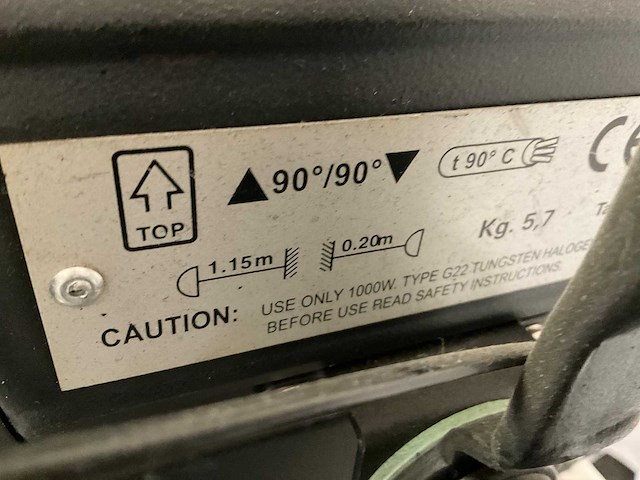 TOP
▲90°/90°▼
t 90° C
CE
1.15m
0.20m
Kg. 5,7
CAUTION:
USE ONLY 1000W. TYPE G22 TUNGSTEN
BEFORE USE READ SAFETY INSTRUCTIONS.